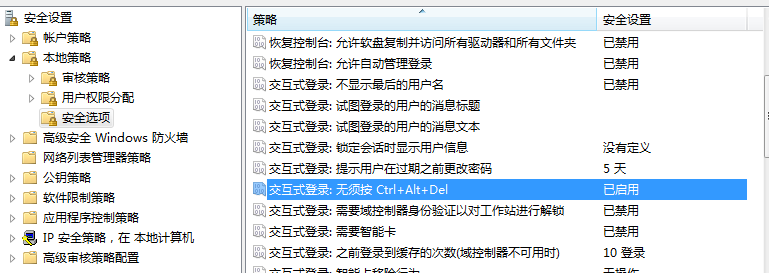 安全设置
帐户策略
本地策略
审核策略
用户权限分配
安全选项
高级安全 Windows 防火墙
网络列表管理器策略
公钥策略
软件限制策略
应用程序控制策略
IP 安全策略，在 本地计算机
高级审核策略配置
策略 安全设置
恢复控制台: 允许软盘复制并访问所有驱动器和所有文件夹 已禁用
恢复控制台: 允许自动管理登录 已禁用
交互式登录: 不显示最后的用户名 已禁用
交互式登录: 试图登录的用户的消息标题
交互式登录: 试图登录的用户的消息文本
交互式登录: 锁定会话时显示用户信息 没有定义
交互式登录: 提示用户在过期之前更改密码 5 天
交互式登录: 无须按 Ctrl+Alt+Del 已启用
交互式登录: 需要域控制器身份验证以对工作站进行解锁 已禁用
交互式登录: 需要智能卡 已禁用
交互式登录: 之前登录到缓存的次数(域控制器不可用时) 10 登录
交互式登录: 智能卡移除行为 无操作